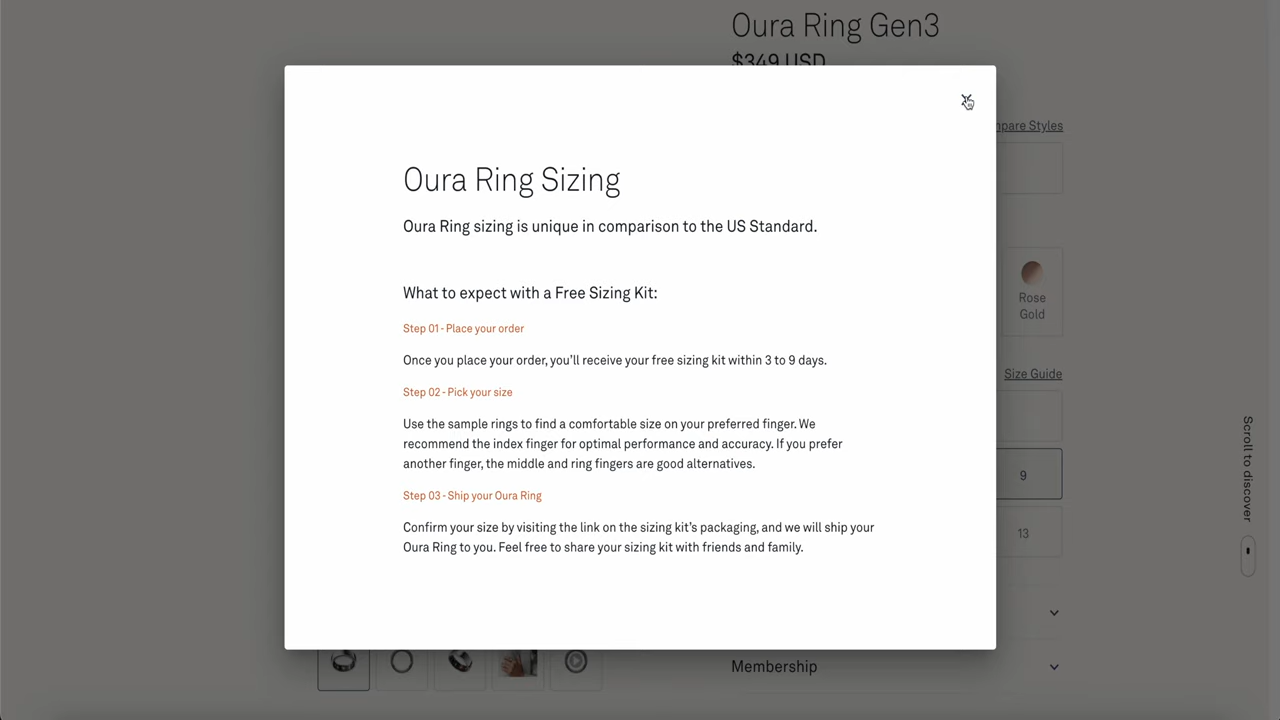 Oura Ring Gen3
$349 USD
Compare Styles
Oura Ring Sizing
Oura Ring sizing is unique in comparison to the US Standard.
What to expect with a Free Sizing Kit:
Step 01 - Place your order
Once you place your order, you'll receive your free sizing kit within 3 to 9 days.
Step 02 - Pick your size
Use the sample rings to find a comfortable size on your preferred finger. We
recommend the index finger for optimal performance and accuracy. If you prefer
another finger, the middle and ring fingers are good alternatives.
Step 03 - Ship your Oura Ring
Confirm your size by visiting the link on the sizing kit's packaging, and we will ship your
Oura Ring to you. Feel free to share your sizing kit with friends and family.
Rose
Gold
Size Guide
9
13
Membership
Scroll to discover